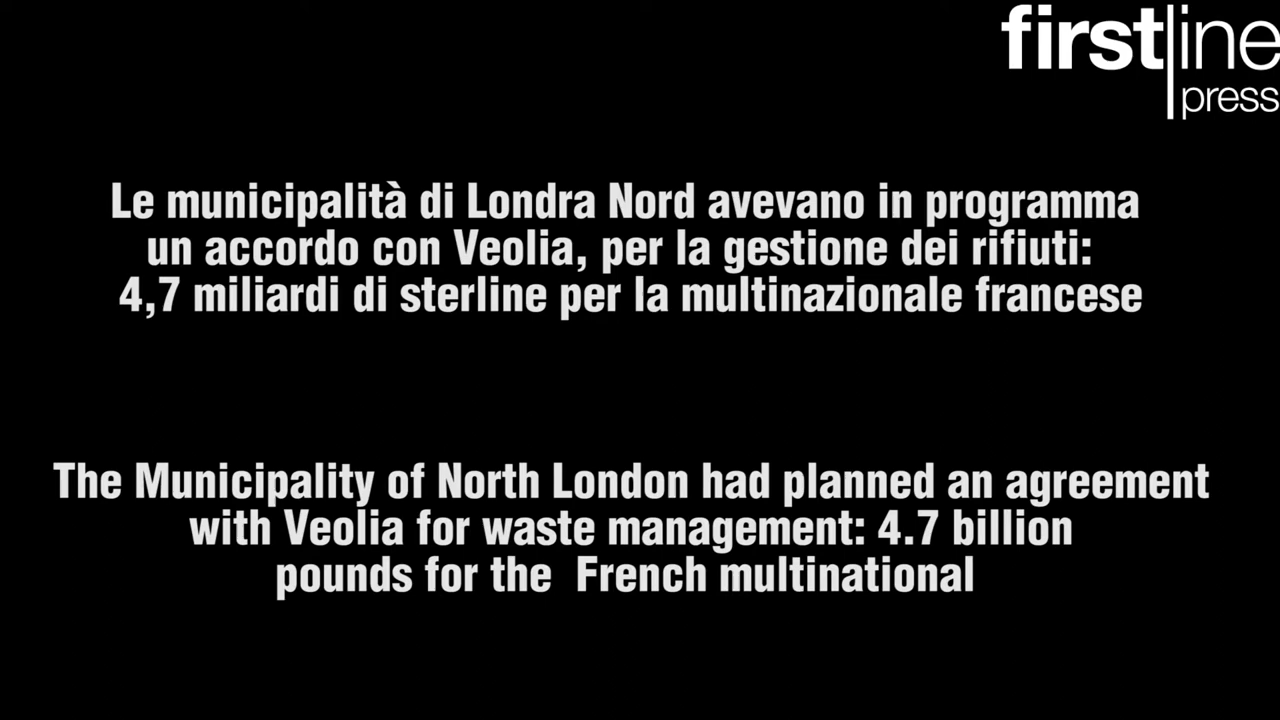 firstline
press
Le municipalità di Londra Nord avevano in programma
un accordo con Veolia, per la gestione dei rifiuti:
4,7 miliardi di sterline per la multinazionale francese
The Municipality of North London had planned an agreement
with Veolia for waste management: 4.7 billion
pounds for the  French multinational